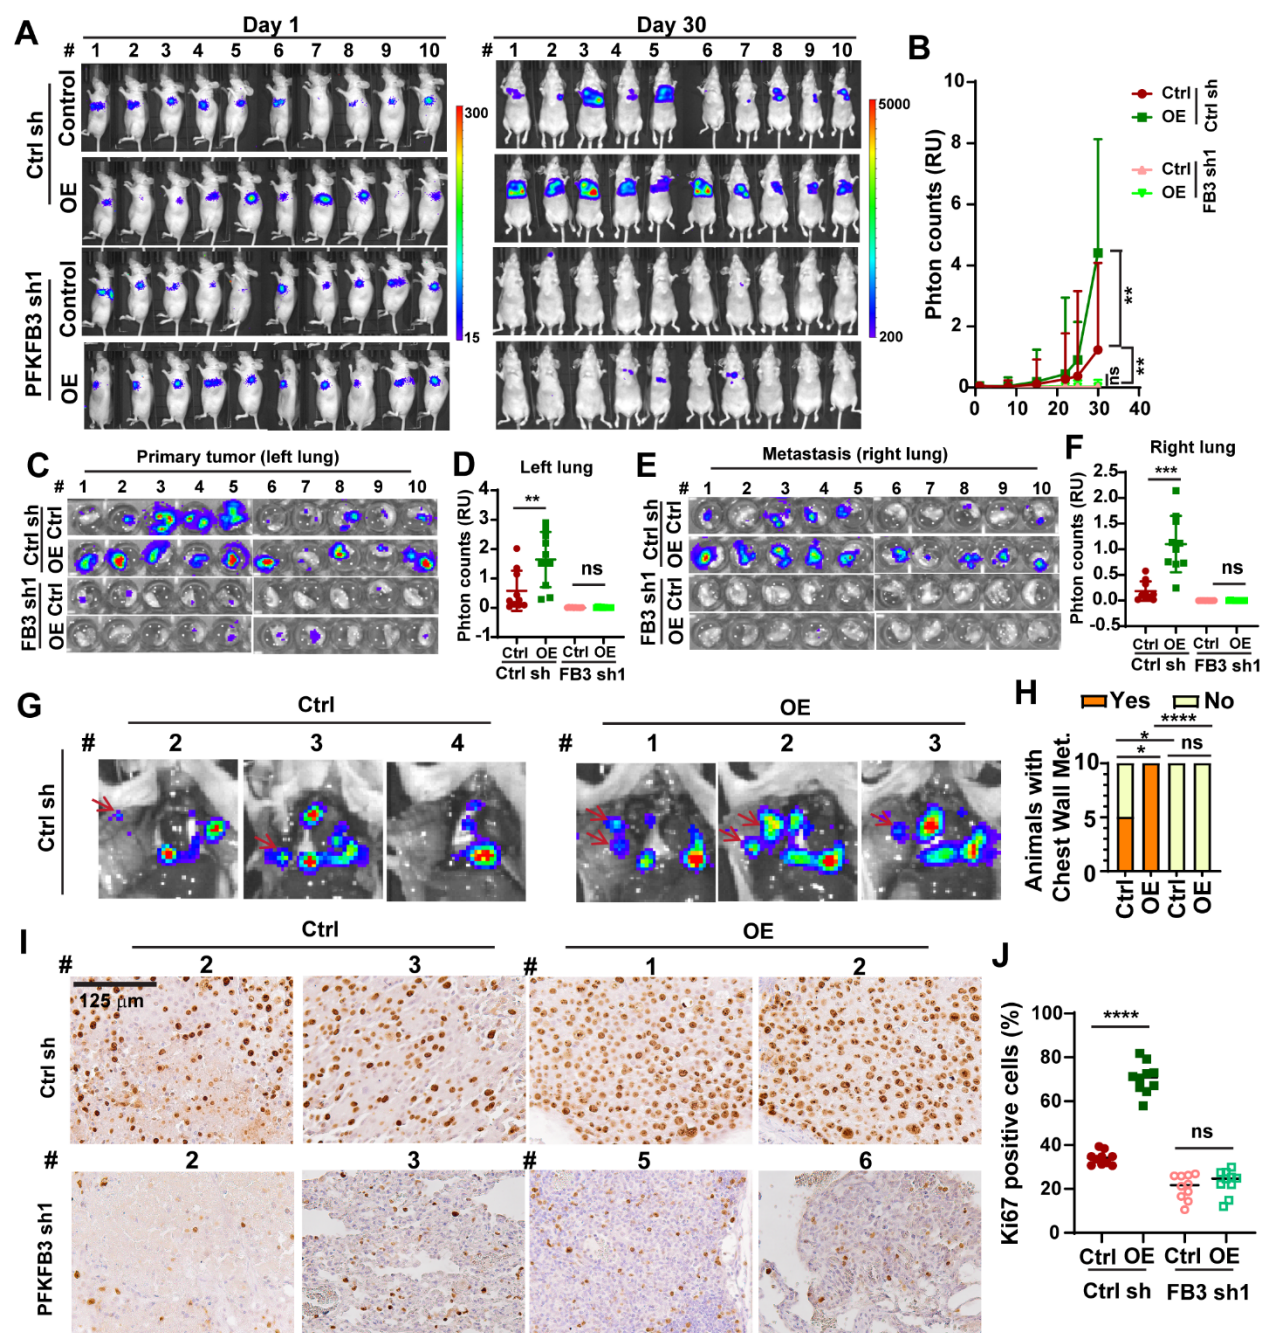 A
Day 1
Day 30
# 1 2 3 4 5 6 7 8 9 10
# 1 2 3 4 5 6 7 8 9 10
Ctrl sh
Control
OE
PFKFB3 sh1
Control
OE
300
15
5000
200
B
Phton counts (RU)
10
8
6
4
2
0
0 10 20 30 40
Ctrl
OE
Ctrl sh
Ctrl
OE
FB3 sh1
**
**
ns
C
Primary tumor (left lung)
# 1 2 3 4 5 6 7 8 9 10
Ctrl sh
Ctrl
OE
FB3 sh1
Ctrl
OE
D
Left lung
Phton counts (RU)
4
3
2
1
0
-1
**
ns
Ctrl OE Ctrl OE
Ctrl sh FB3 sh1
E
Metastasis (right lung)
# 1 2 3 4 5 6 7 8 9 10
Ctrl sh
Ctrl
OE
FB3 sh1
Ctrl
OE
F
Right lung
Phton counts (RU)
2.5
2.0
1.5
1.0
0.5
0.0
-0.5
***
ns
Ctrl OE Ctrl OE
Ctrl sh FB3 sh1
G
Ctrl
OE
# 2 3 4
# 1 2 3
Ctrl sh
H
Yes No
****
* ns
*
Animals with
Chest Wall Met.
10
5
0
Ctrl OE Ctrl OE
I
Ctrl
OE
# 2 3 # 1 2
125 μm
Ctrl sh
# 2 3 # 5 6
PFKFB3 sh1
J
Ki67 positive cells (%)
100
80
60
40
20
0
****
ns
Ctrl OE Ctrl OE
Ctrl sh FB3 sh1